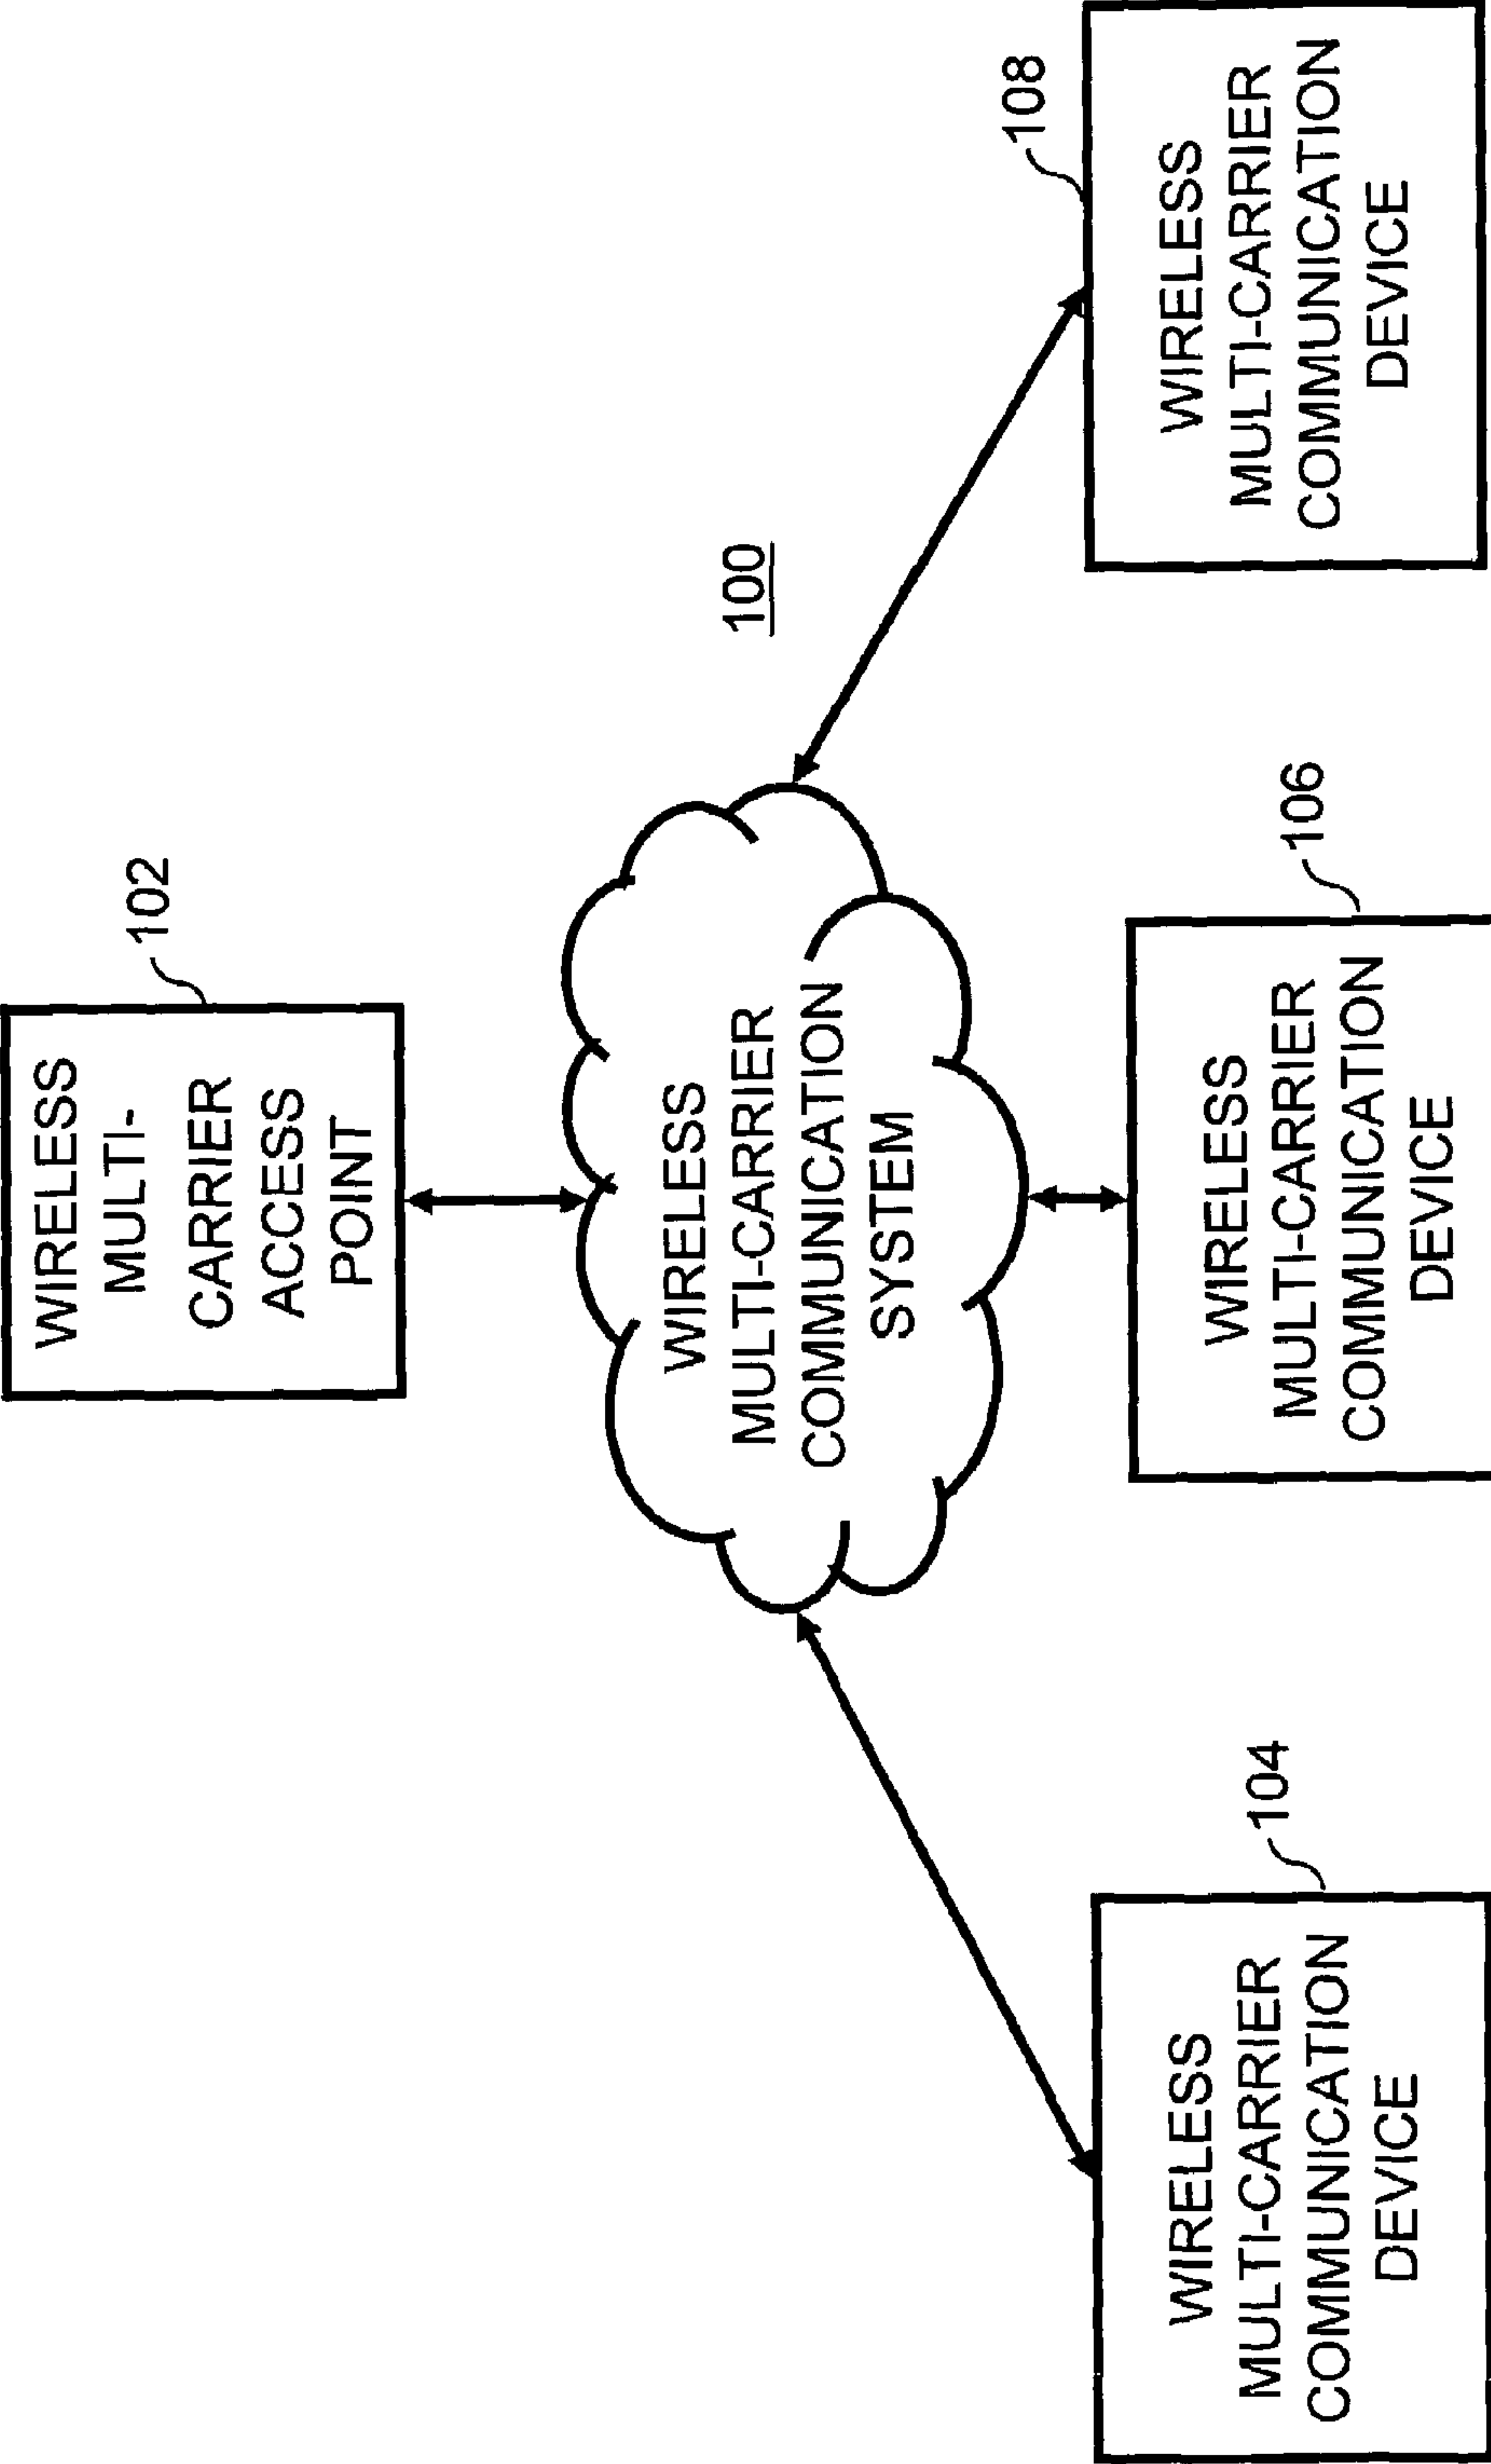 WIRELESS
MULTI-
CARRIER
ACCESS
POINT
102
WIRELESS
MULTI-CARRIER
COMMUNICATION
SYSTEM
100
WIRELESS
MULTI-CARRIER
COMMUNICATION
DEVICE
104
WIRELESS
MULTI-CARRIER
COMMUNICATION
DEVICE
106
WIRELESS
MULTI-CARRIER
COMMUNICATION
DEVICE
108